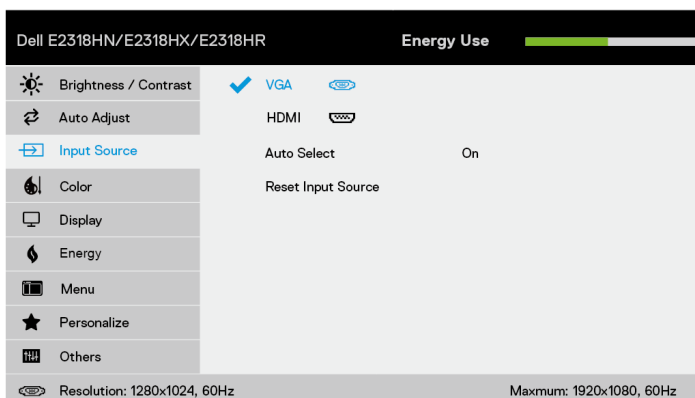 Dell E2318HN/E2318HX/E2318HR Energy Use
Brightness / Contrast VGA
Auto Adjust HDMI
Input Source Auto Select On
Color Reset Input Source
Display
Energy
Menu
Personalize
Others
Resolution: 1280x1024, 60Hz Maxmum: 1920x1080, 60Hz